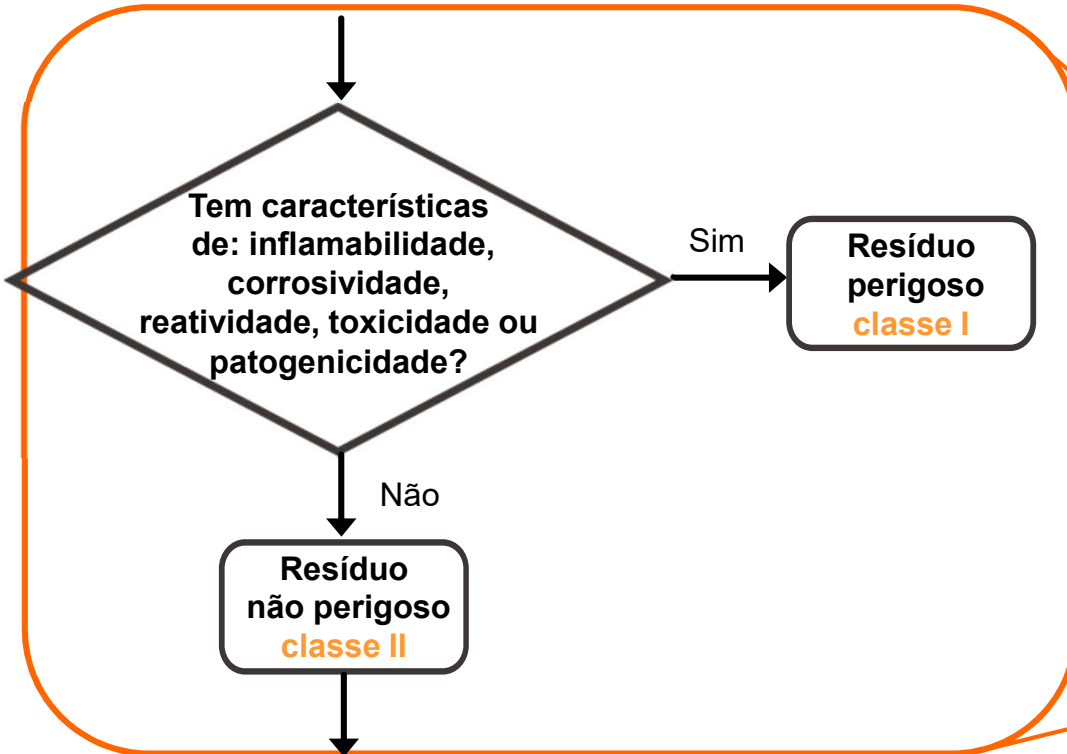 Tem características
de: inflamabilidade,
corrosividade,
reatividade, toxicidade ou
patogenicidade?
Sim
Resíduo
perigoso
classe I
Não
Resíduo
não perigoso
classe II